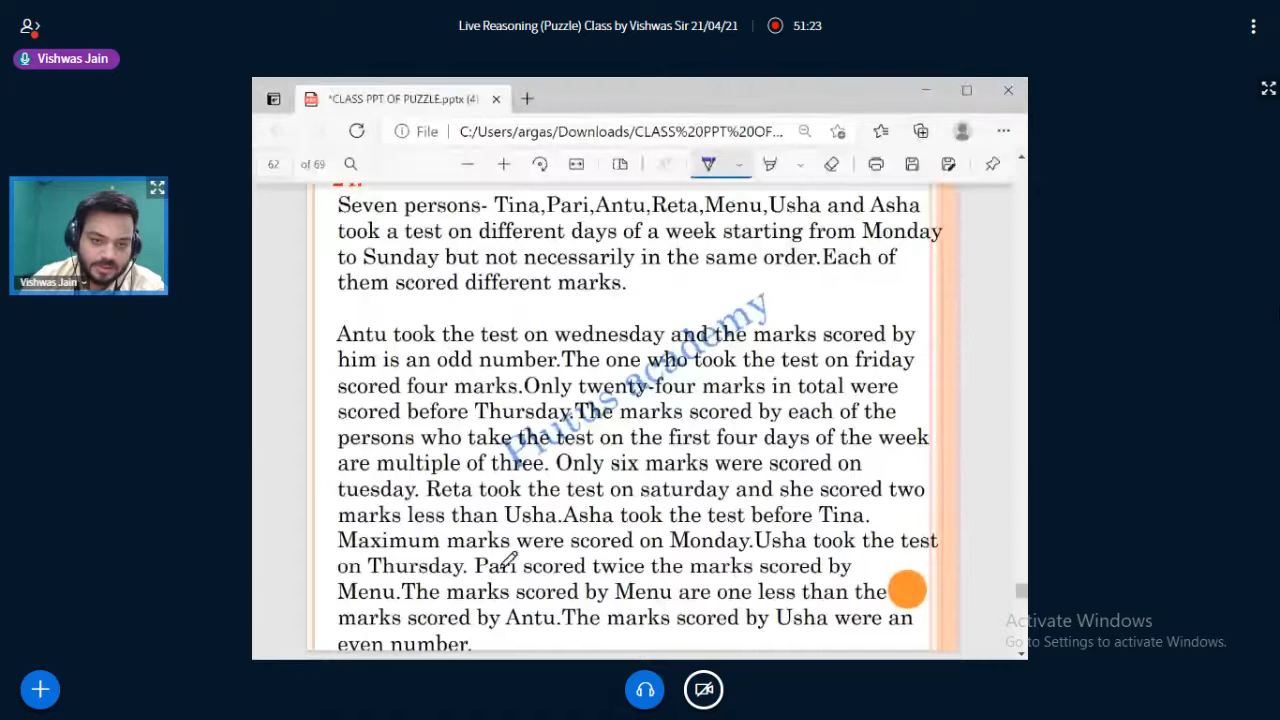 Live Reasoning (Puzzle) Class by Vishwas Sir 21/04/21
51:23
Vishwas Jain
*CLASS PPT OF PUZZLE.pptx (4)
File
C:/Users/argas/Downloads/CLASS%20PPT%20OF...
62 of 69
Seven persons- Tina,Pari,Antu,Reta,Menu,Usha and Asha
took a test on different days of a week starting from Monday
to Sunday but not necessarily in the same order.Each of
them scored different marks.
Antu took the test on wednesday and the marks scored by
him is an odd number.The one who took the test on friday
scored four marks.Only twenty-four marks in total were
scored before Thursday.The marks scored by each of the
persons who take the test on the first four days of the week
are multiple of three. Only six marks were scored on
tuesday. Reta took the test on saturday and she scored two
marks less than Usha.Asha took the test before Tina.
Maximum marks were scored on Monday.Usha took the test
on Thursday. Pari scored twice the marks scored by
Menu.The marks scored by Menu are one less than the
marks scored by Antu.The marks scored by Usha were an
even number.
Plutus academy
Vishwas Jain
Activate Windows
Go to Settings to activate Windows.